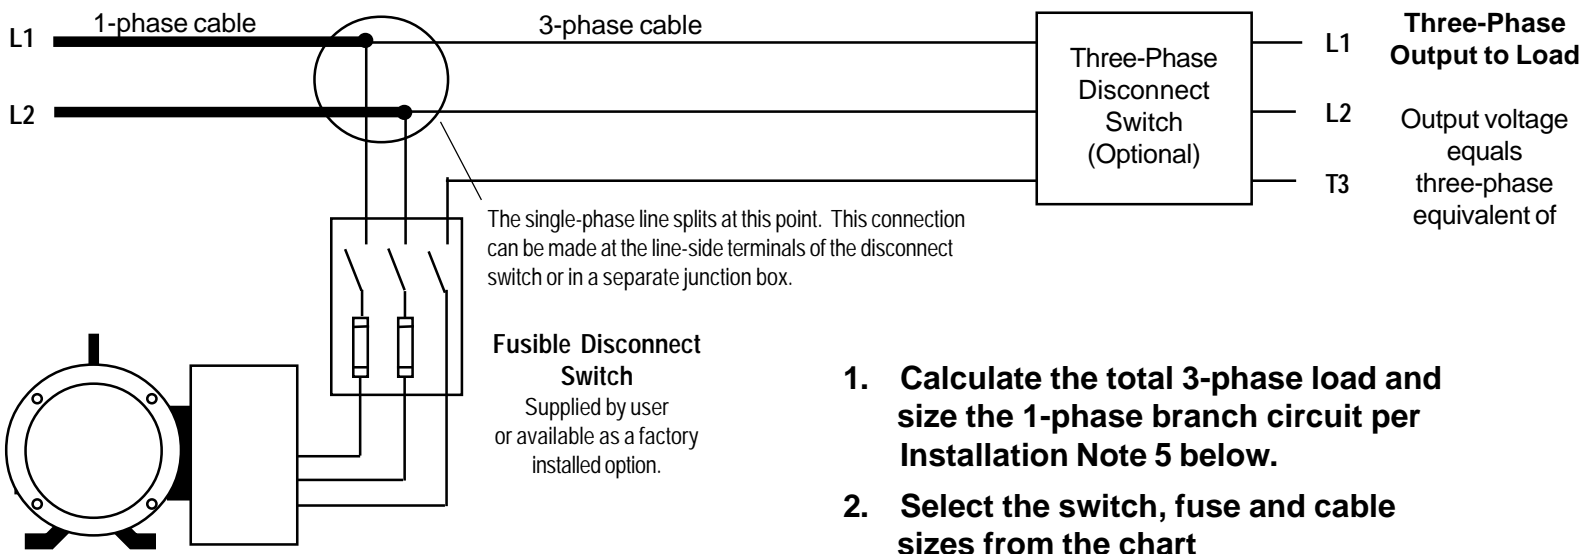 1-phase cable
3-phase cable
L1
L2
Three-Phase
Disconnect
Switch
(Optional)
L1
L2
T3
Three-Phase
Output to Load
Output voltage
equals
three-phase
equivalent of
The single-phase line splits at this point. This connection
can be made at the line-side terminals of the disconnect
switch or in a separate junction box.
Fusible Disconnect
Switch
Supplied by user
or available as a factory
installed option.
1. Calculate the total 3-phase load and
size the 1-phase branch circuit per
Installation Note 5 below.
2. Select the switch, fuse and cable
sizes from the chart